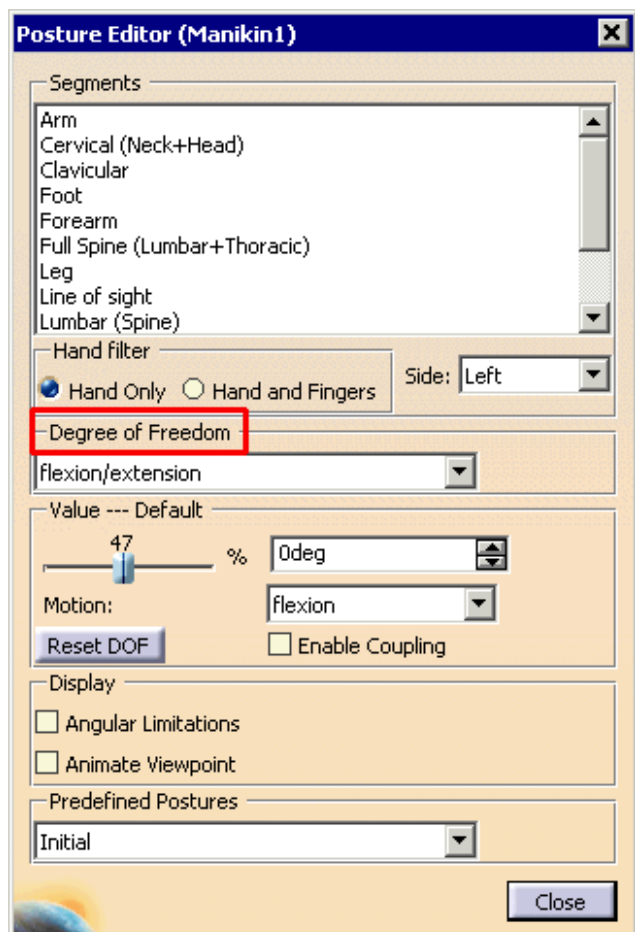 Posture Editor (Manikin1)
Segments
Arm
Cervical (Neck+Head)
Clavicular
Foot
Forearm
Full Spine (Lumbar+Thoracic)
Leg
Line of sight
Lumbar (Spine)
Hand filter
Hand Only Hand and Fingers Side: Left
Degree of Freedom
flexion/extension
Value --- Default
47
% 0deg
Motion: flexion
Reset DOF Enable Coupling
Display
Angular Limitations
Animate Viewpoint
Predefined Postures
Initial
Close